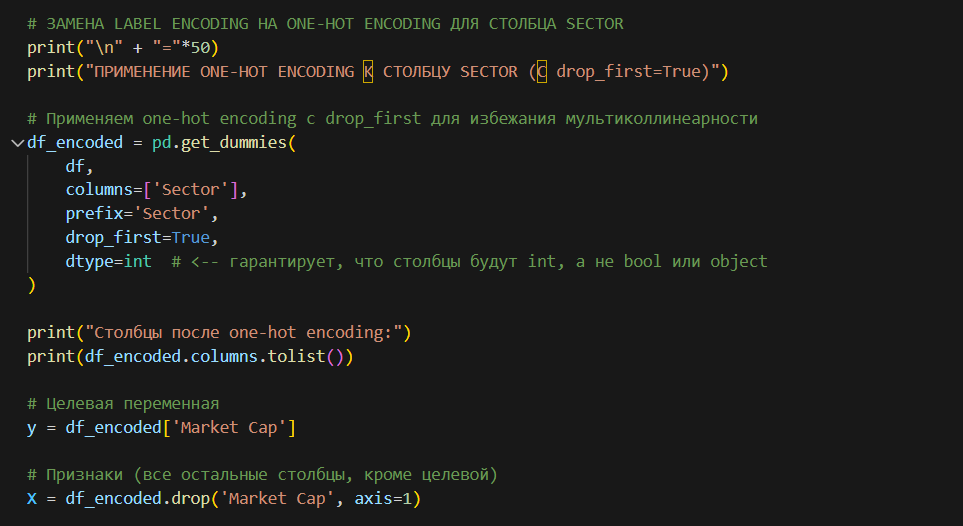 # ЗАМЕНА LABEL ENCODING НА ONE-HOT ENCODING ДЛЯ СТОЛБЦА SECTOR
print("\n" + "="*50)
print("ПРИМЕНЕНИЕ ONE-HOT ENCODING К СТОЛБЦУ SECTOR (С drop_first=True)")
# Применяем one-hot encoding с drop_first для избежания мультиколлинеарности
df_encoded = pd.get_dummies(
    df,
    columns=['Sector'],
    prefix='Sector',
    drop_first=True,
    dtype=int  # <-- гарантирует, что столбцы будут int, а не bool или object
)
print("Столбцы после one-hot encoding:")
print(df_encoded.columns.tolist())
# Целевая переменная
y = df_encoded['Market Cap']
# Признаки (все остальные столбцы, кроме целевой)
X = df_encoded.drop('Market Cap', axis=1)